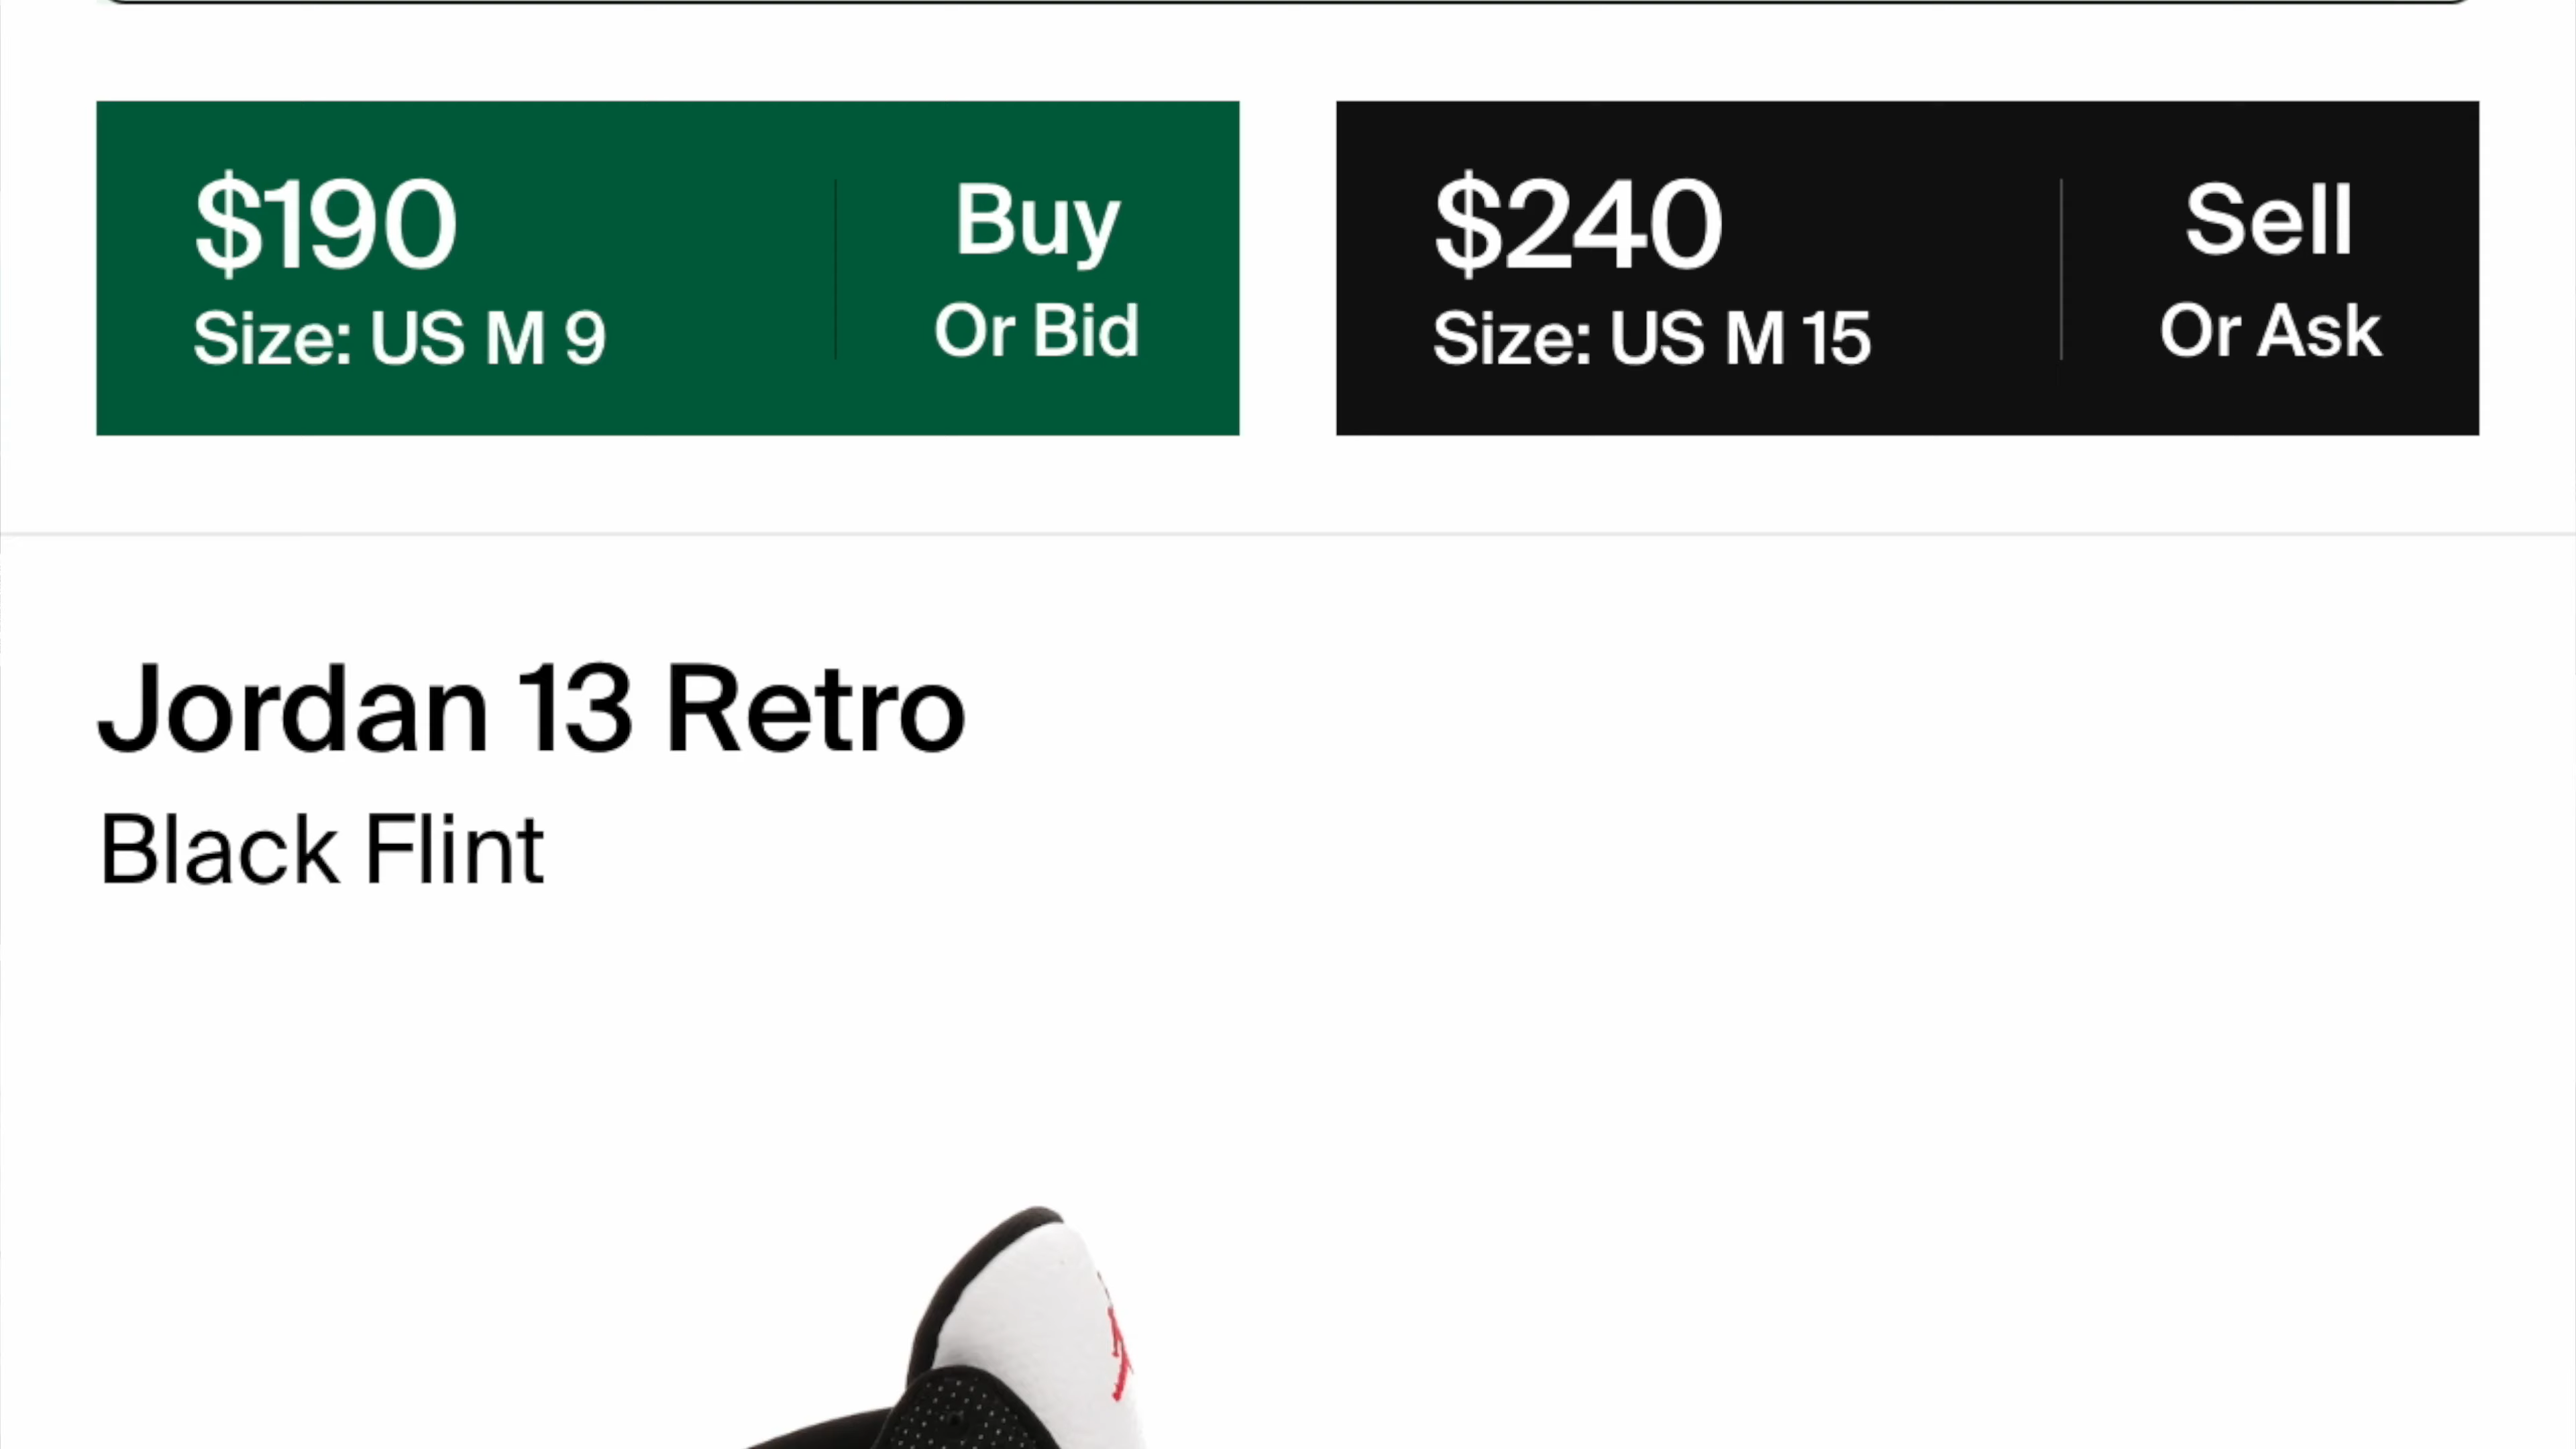 $190
Size: US M 9
Buy
Or Bid
$240
Size: US M 15
Sell
Or Ask
Jordan 13 Retro
Black Flint